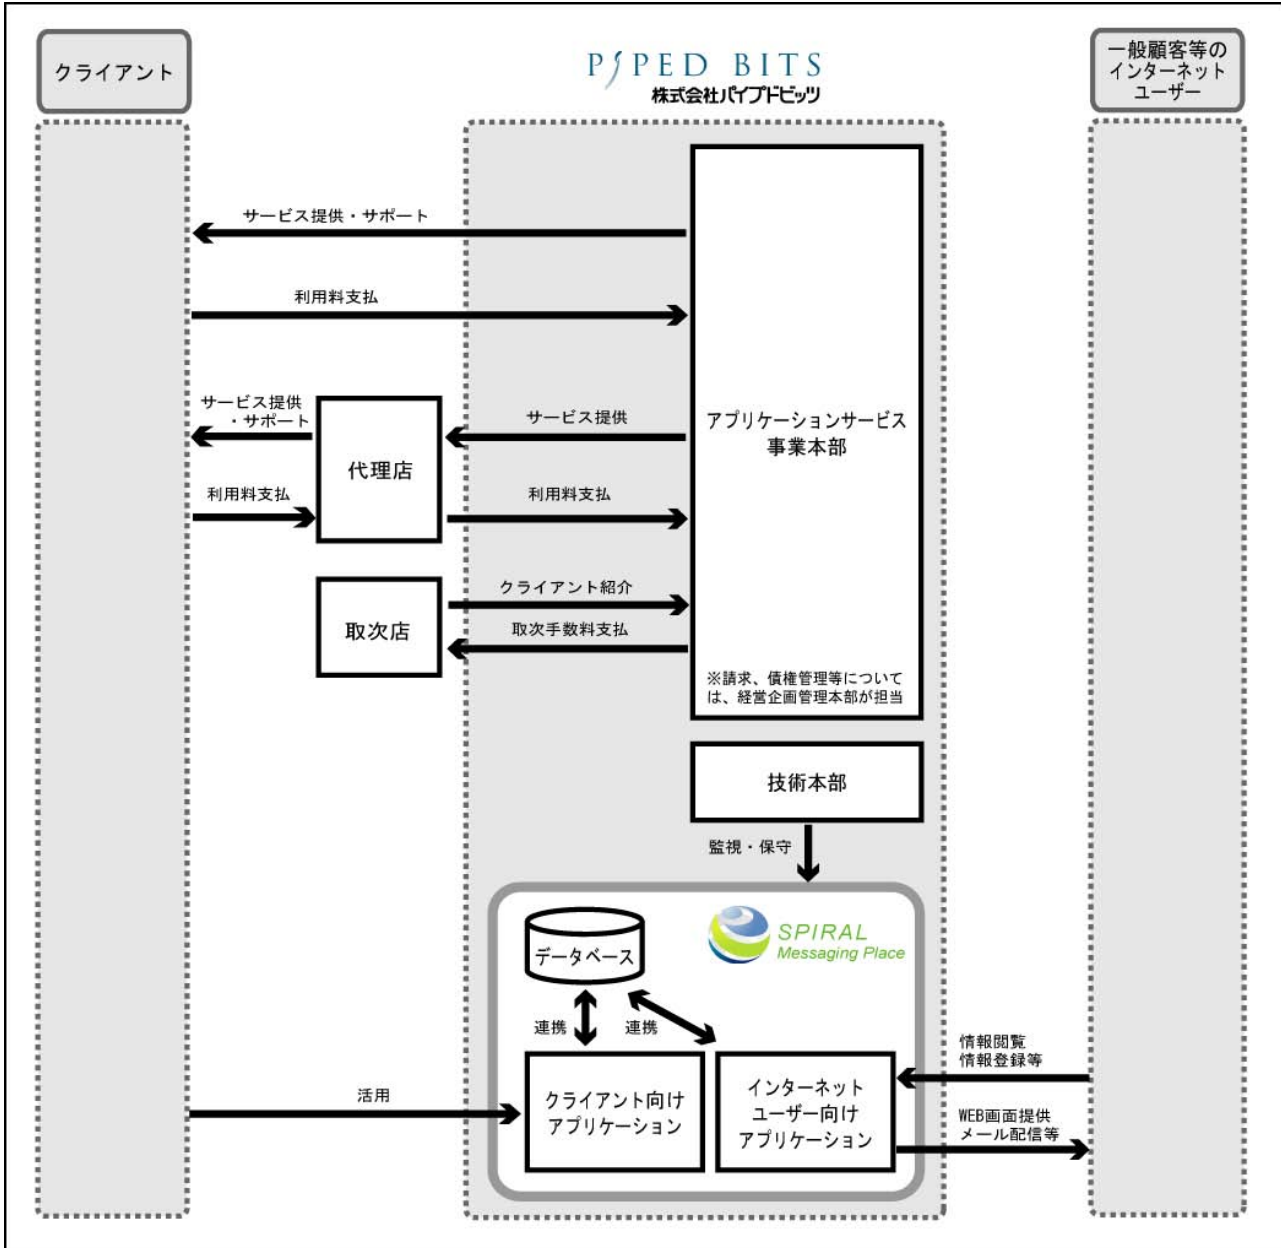 クライアント
PIPED BITS
株式会社パイプドビッツ
一般顧客等の
インターネット
ユーザー
サービス提供・サポート
利用料支払
サービス提供
・サポート
利用料支払
代理店
サービス提供
利用料支払
アプリケーションサービス
事業本部
取次店
クライアント紹介
取次手数料支払
※請求、債権管理等について
は、経営企画管理本部が担当
技術本部
監視・保守
SPIRAL
Messaging Place
データベース
連携
連携
クライアント向け
アプリケーション
インターネット
ユーザー向け
アプリケーション
活用
情報閲覧
情報登録等
WEB画面提供
メール配信等